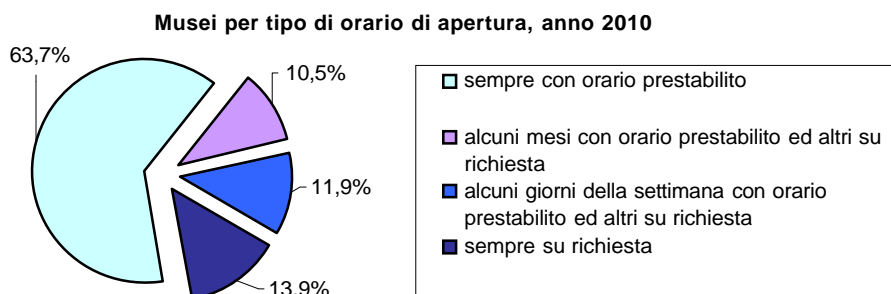 Musei per tipo di orario di apertura, anno 2010
63,7%
10,5%
11,9%
13,9%
sempre con orario prestabilito
alcuni mesi con orario prestabilito ed altri su
richiesta
alcuni giorni della settimana con orario
prestabilito ed altri su richiesta
sempre su richiesta